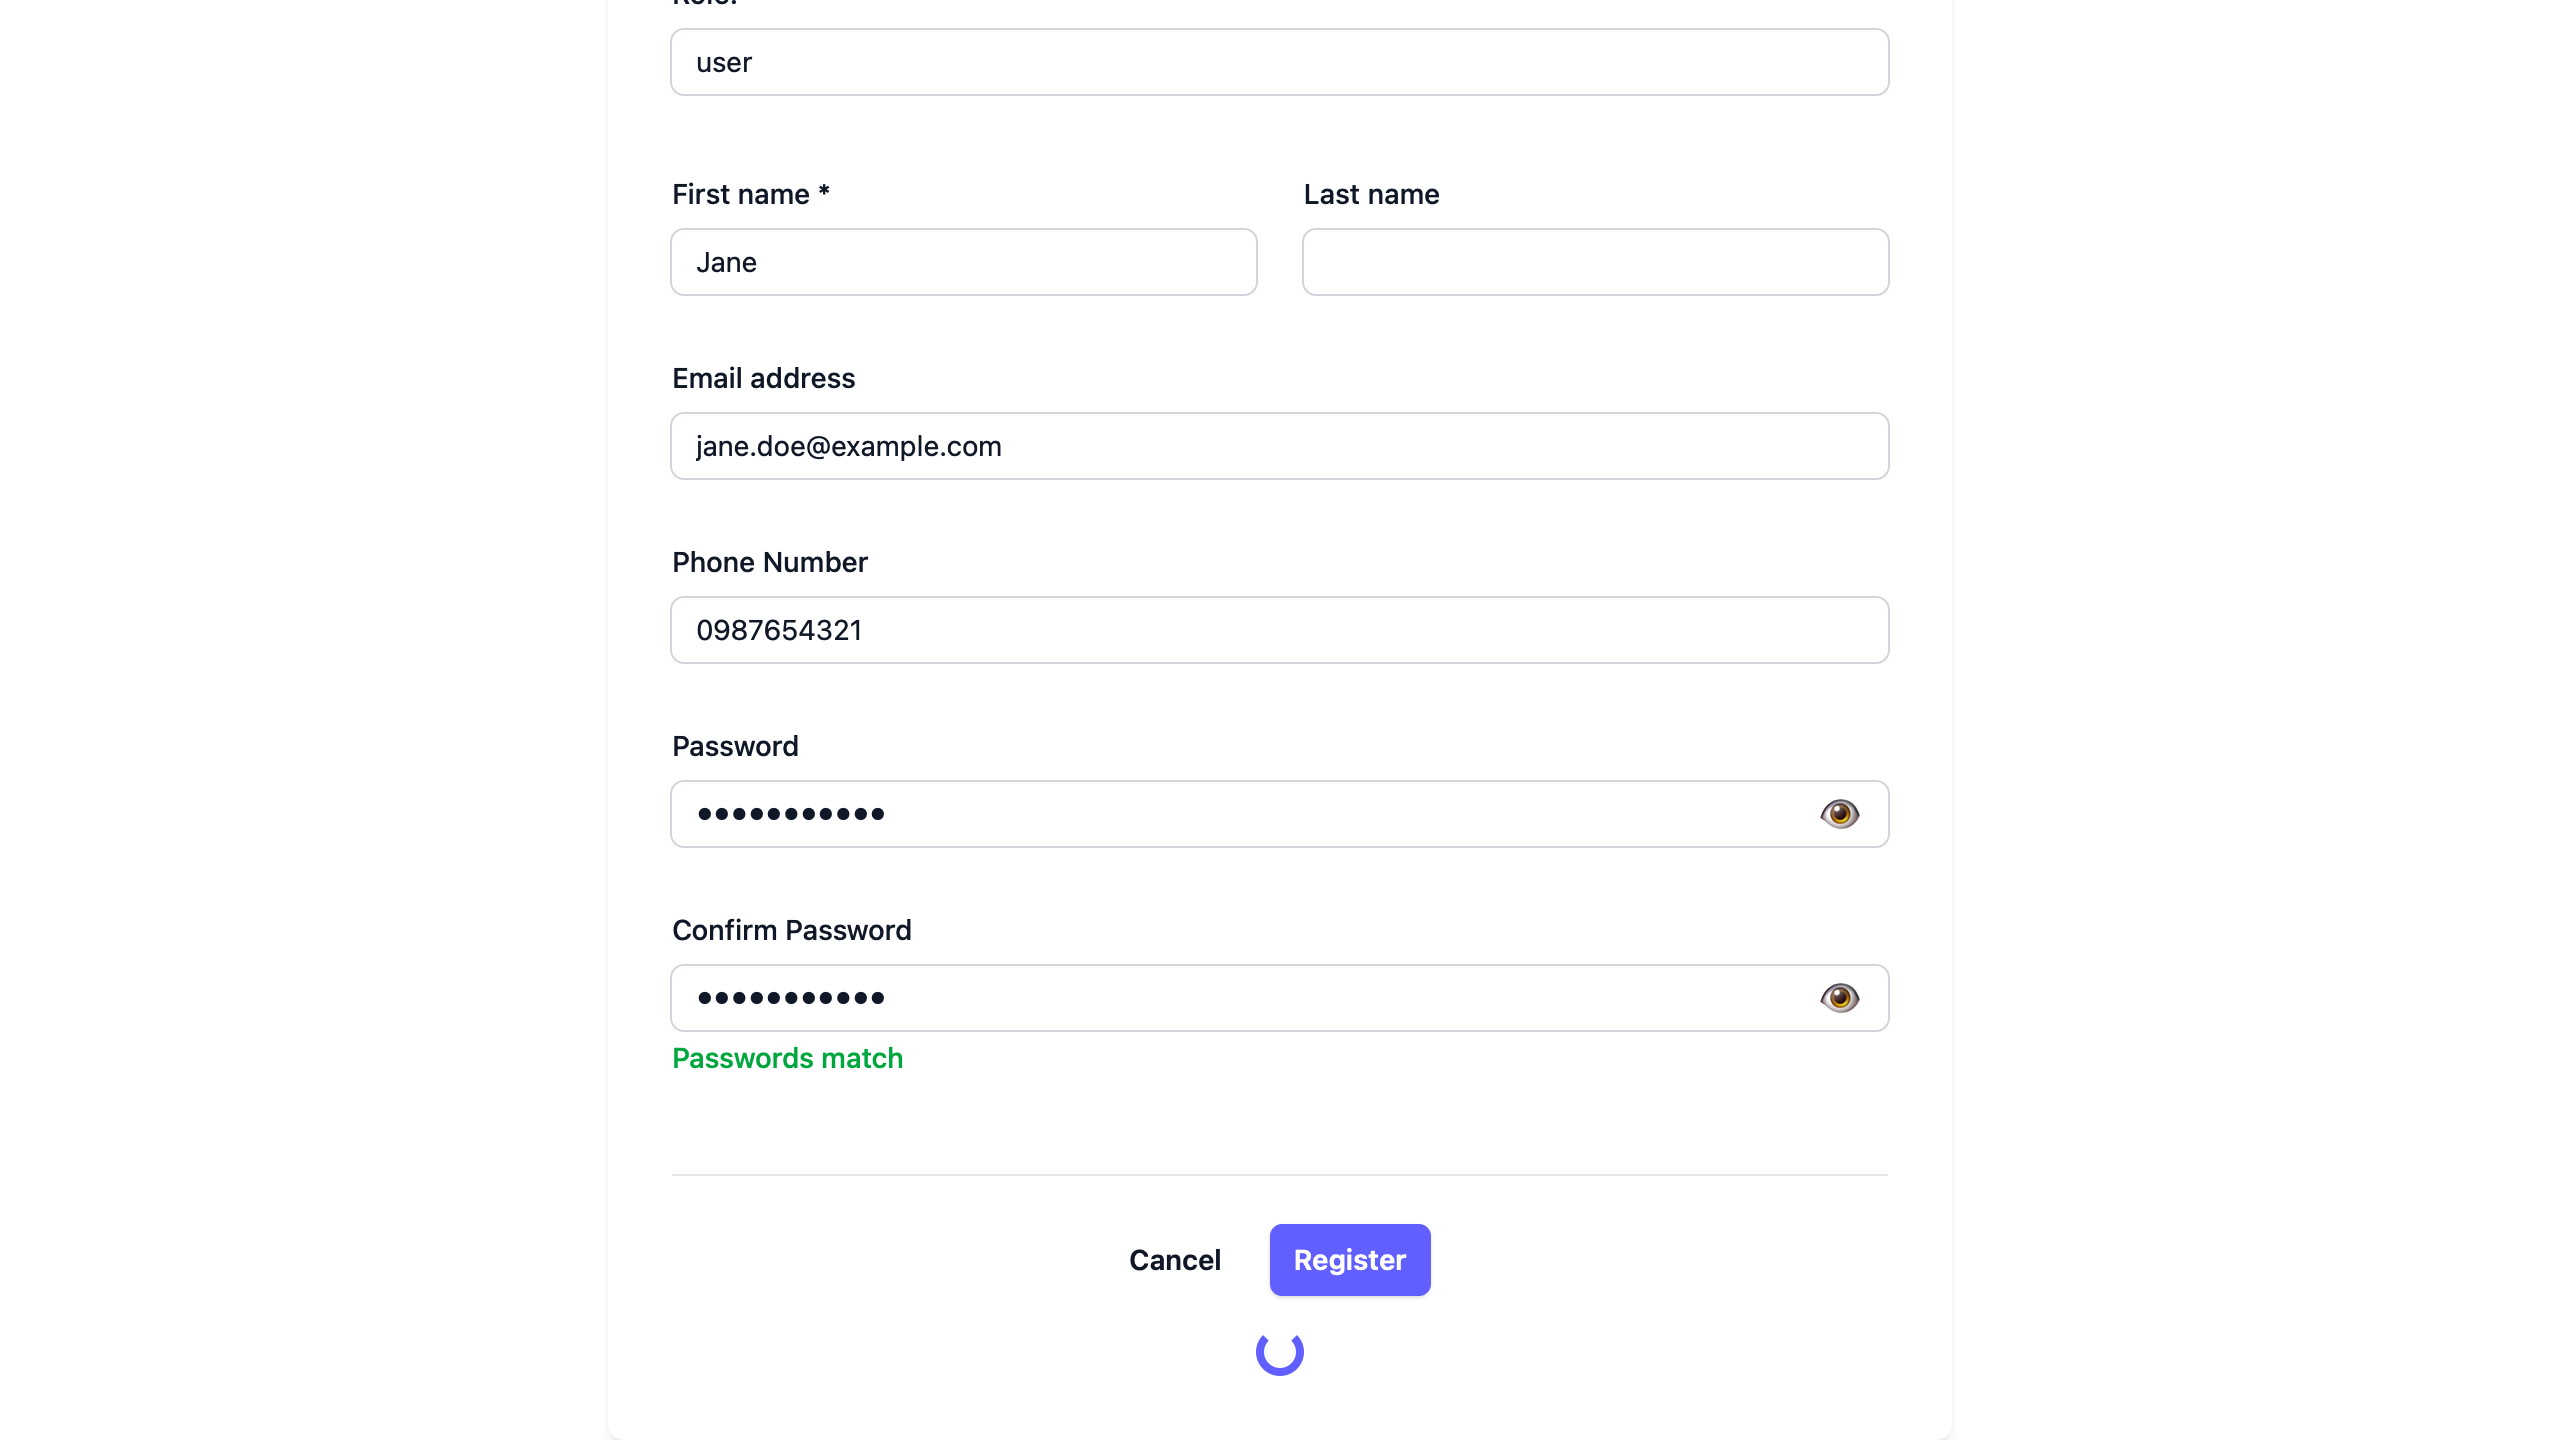 Role:
user
First name *
Last name
Jane
Email address
jane.doe@example.com
Phone Number
0987654321
Password
•••••••••••
Confirm Password
•••••••••••
Passwords match
Cancel
Register